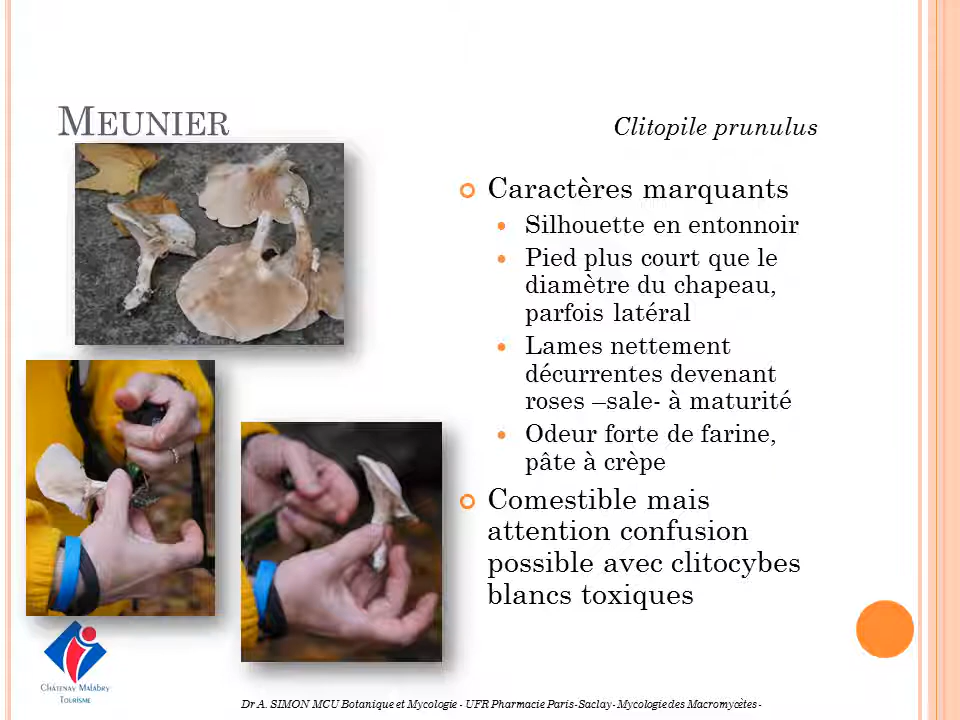 MEUNIER
Clitopile prunulus
Caractères marquants
Silhouette en entonnoir
Pied plus court que le
diamètre du chapeau,
parfois latéral
Lames nettement
décurrentes devenant
roses –sale- à maturité
Odeur forte de farine,
pâte à crèpe
Comestible mais
attention confusion
possible avec clitocybes
blancs toxiques
Châtenay Malabry
Tourisme
Dr A. SIMON MCU Botanique et Mycologie - UFR Pharmacie Paris-Saclay- Mycologie des Macromycètes -